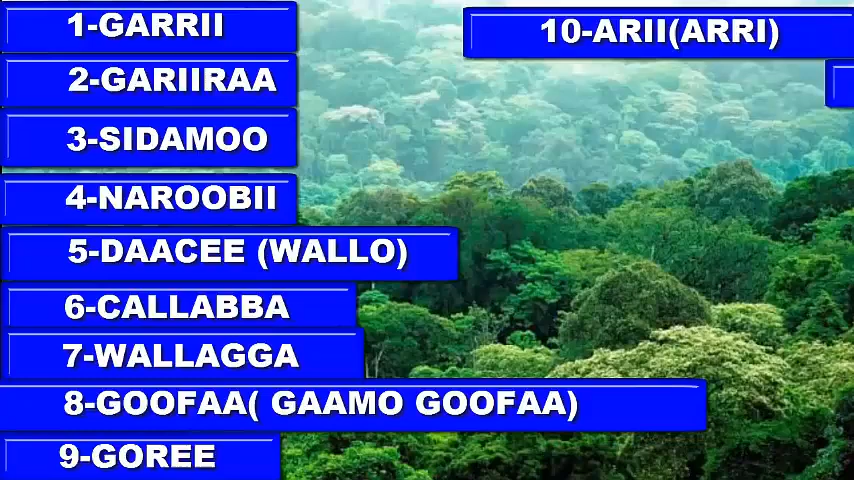 1-GARRII
2-GARIIRAA
3-SIDAMOO
4-NAROOBII
5-DAACEE (WALLO)
6-CALLABBA
7-WALLAGGA
8-GOOFAA( GAAMO GOOFAA)
9-GOREE
10-ARII(ARRI)